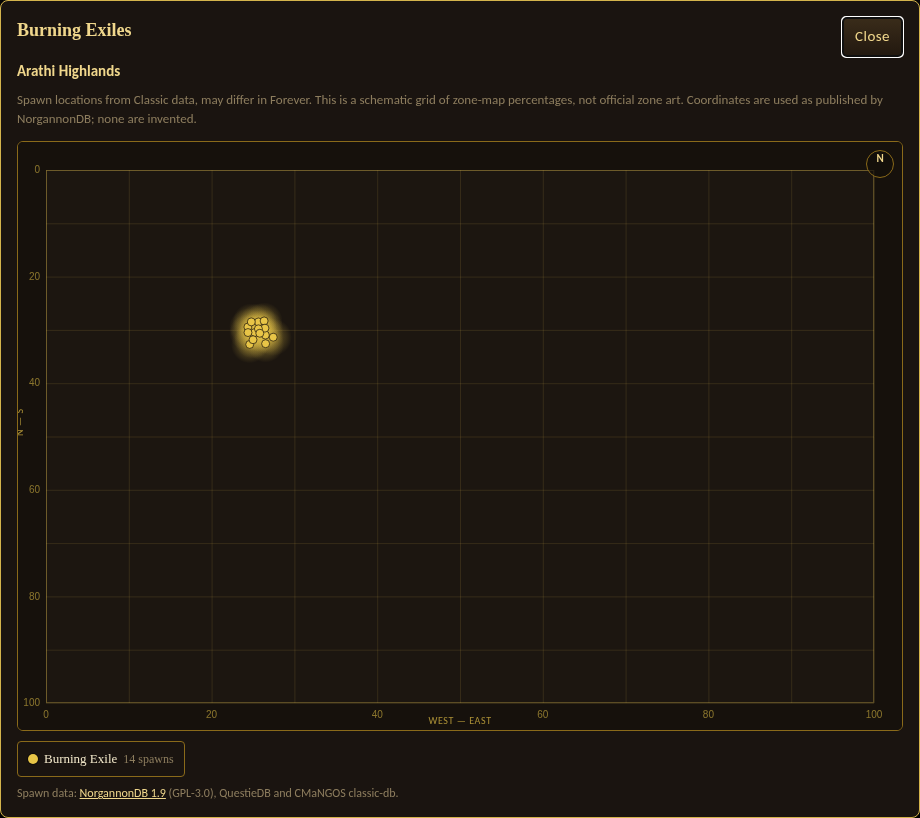 Burning Exiles
Close
Arathi Highlands
Spawn locations from Classic data, may differ in Forever. This is a schematic grid of zone-map percentages, not official zone art. Coordinates are used as published by
NorgannonDB; none are invented.
N
0
20
40
N — S
60
80
100
0
20
40
60
80
100
WEST — EAST
Burning Exile 14 spawns
Spawn data: NorgannonDB 1.9 (GPL-3.0), QuestieDB and CMaNGOS classic-db.